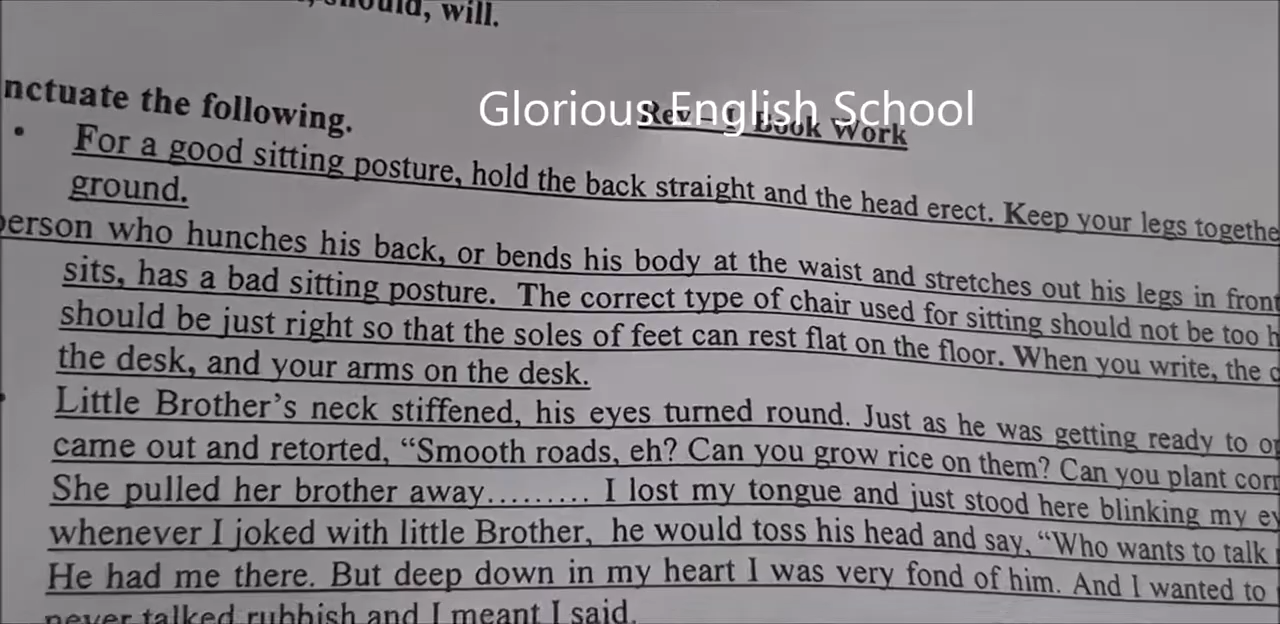 should, will.
Glorious English School
Rev – I Book Work
nctuate the following.
• For a good sitting posture, hold the back straight and the head erect. Keep your legs togethe
ground.
erson who hunches his back, or bends his body at the waist and stretches out his legs in front
sits, has a bad sitting posture. The correct type of chair used for sitting should not be too h
should be just right so that the soles of feet can rest flat on the floor. When you write, the
the desk, and your arms on the desk.
Little Brother’s neck stiffened, his eyes turned round. Just as he was getting ready to
came out and retorted, “Smooth roads, eh? Can you grow rice on them? Can you plant corn
She pulled her brother away......... I lost my tongue and just stood here blinking my ey
whenever I joked with little Brother, he would toss his head and say, “Who wants to talk
He had me there. But deep down in my heart I was very fond of him. And I wanted to
never talked rubbish and I meant I said.